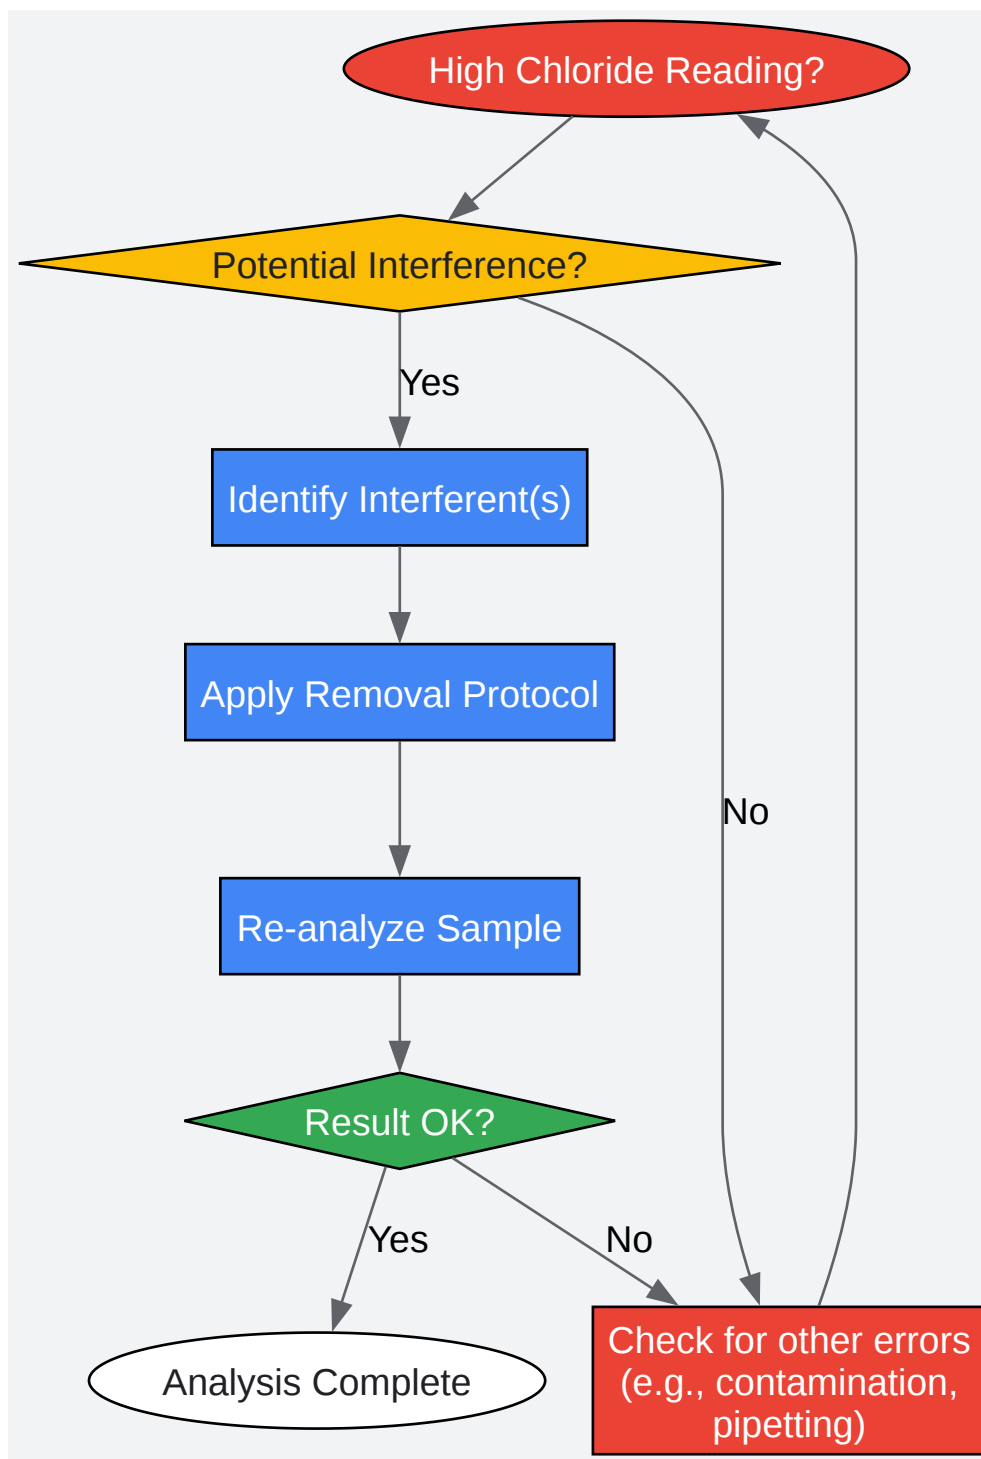 High Chloride Reading?
Potential Interference?
Yes
Identify Interferent(s)
Apply Removal Protocol
No
Re-analyze Sample
Result OK?
Yes
No
Analysis Complete
Check for other errors
(e.g., contamination,
pipetting)